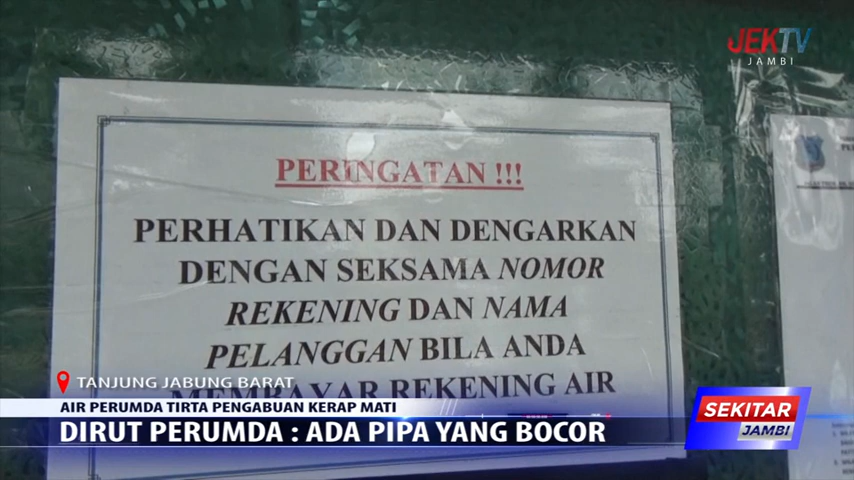 JEKTV
JAMBI
PERINGATAN !!!
PERHATIKAN DAN DENGARKAN
DENGAN SEKSAMA NOMOR
REKENING DAN NAMA
PELANGGAN BILA ANDA
MEMBAYAR REKENING AIR
TANJUNG JABUNG BARAT
AIR PERUMDA TIRTA PENGABUAN KERAP MATI
DIRUT PERUMDA : ADA PIPA YANG BOCOR
SEKITAR
JAMBI